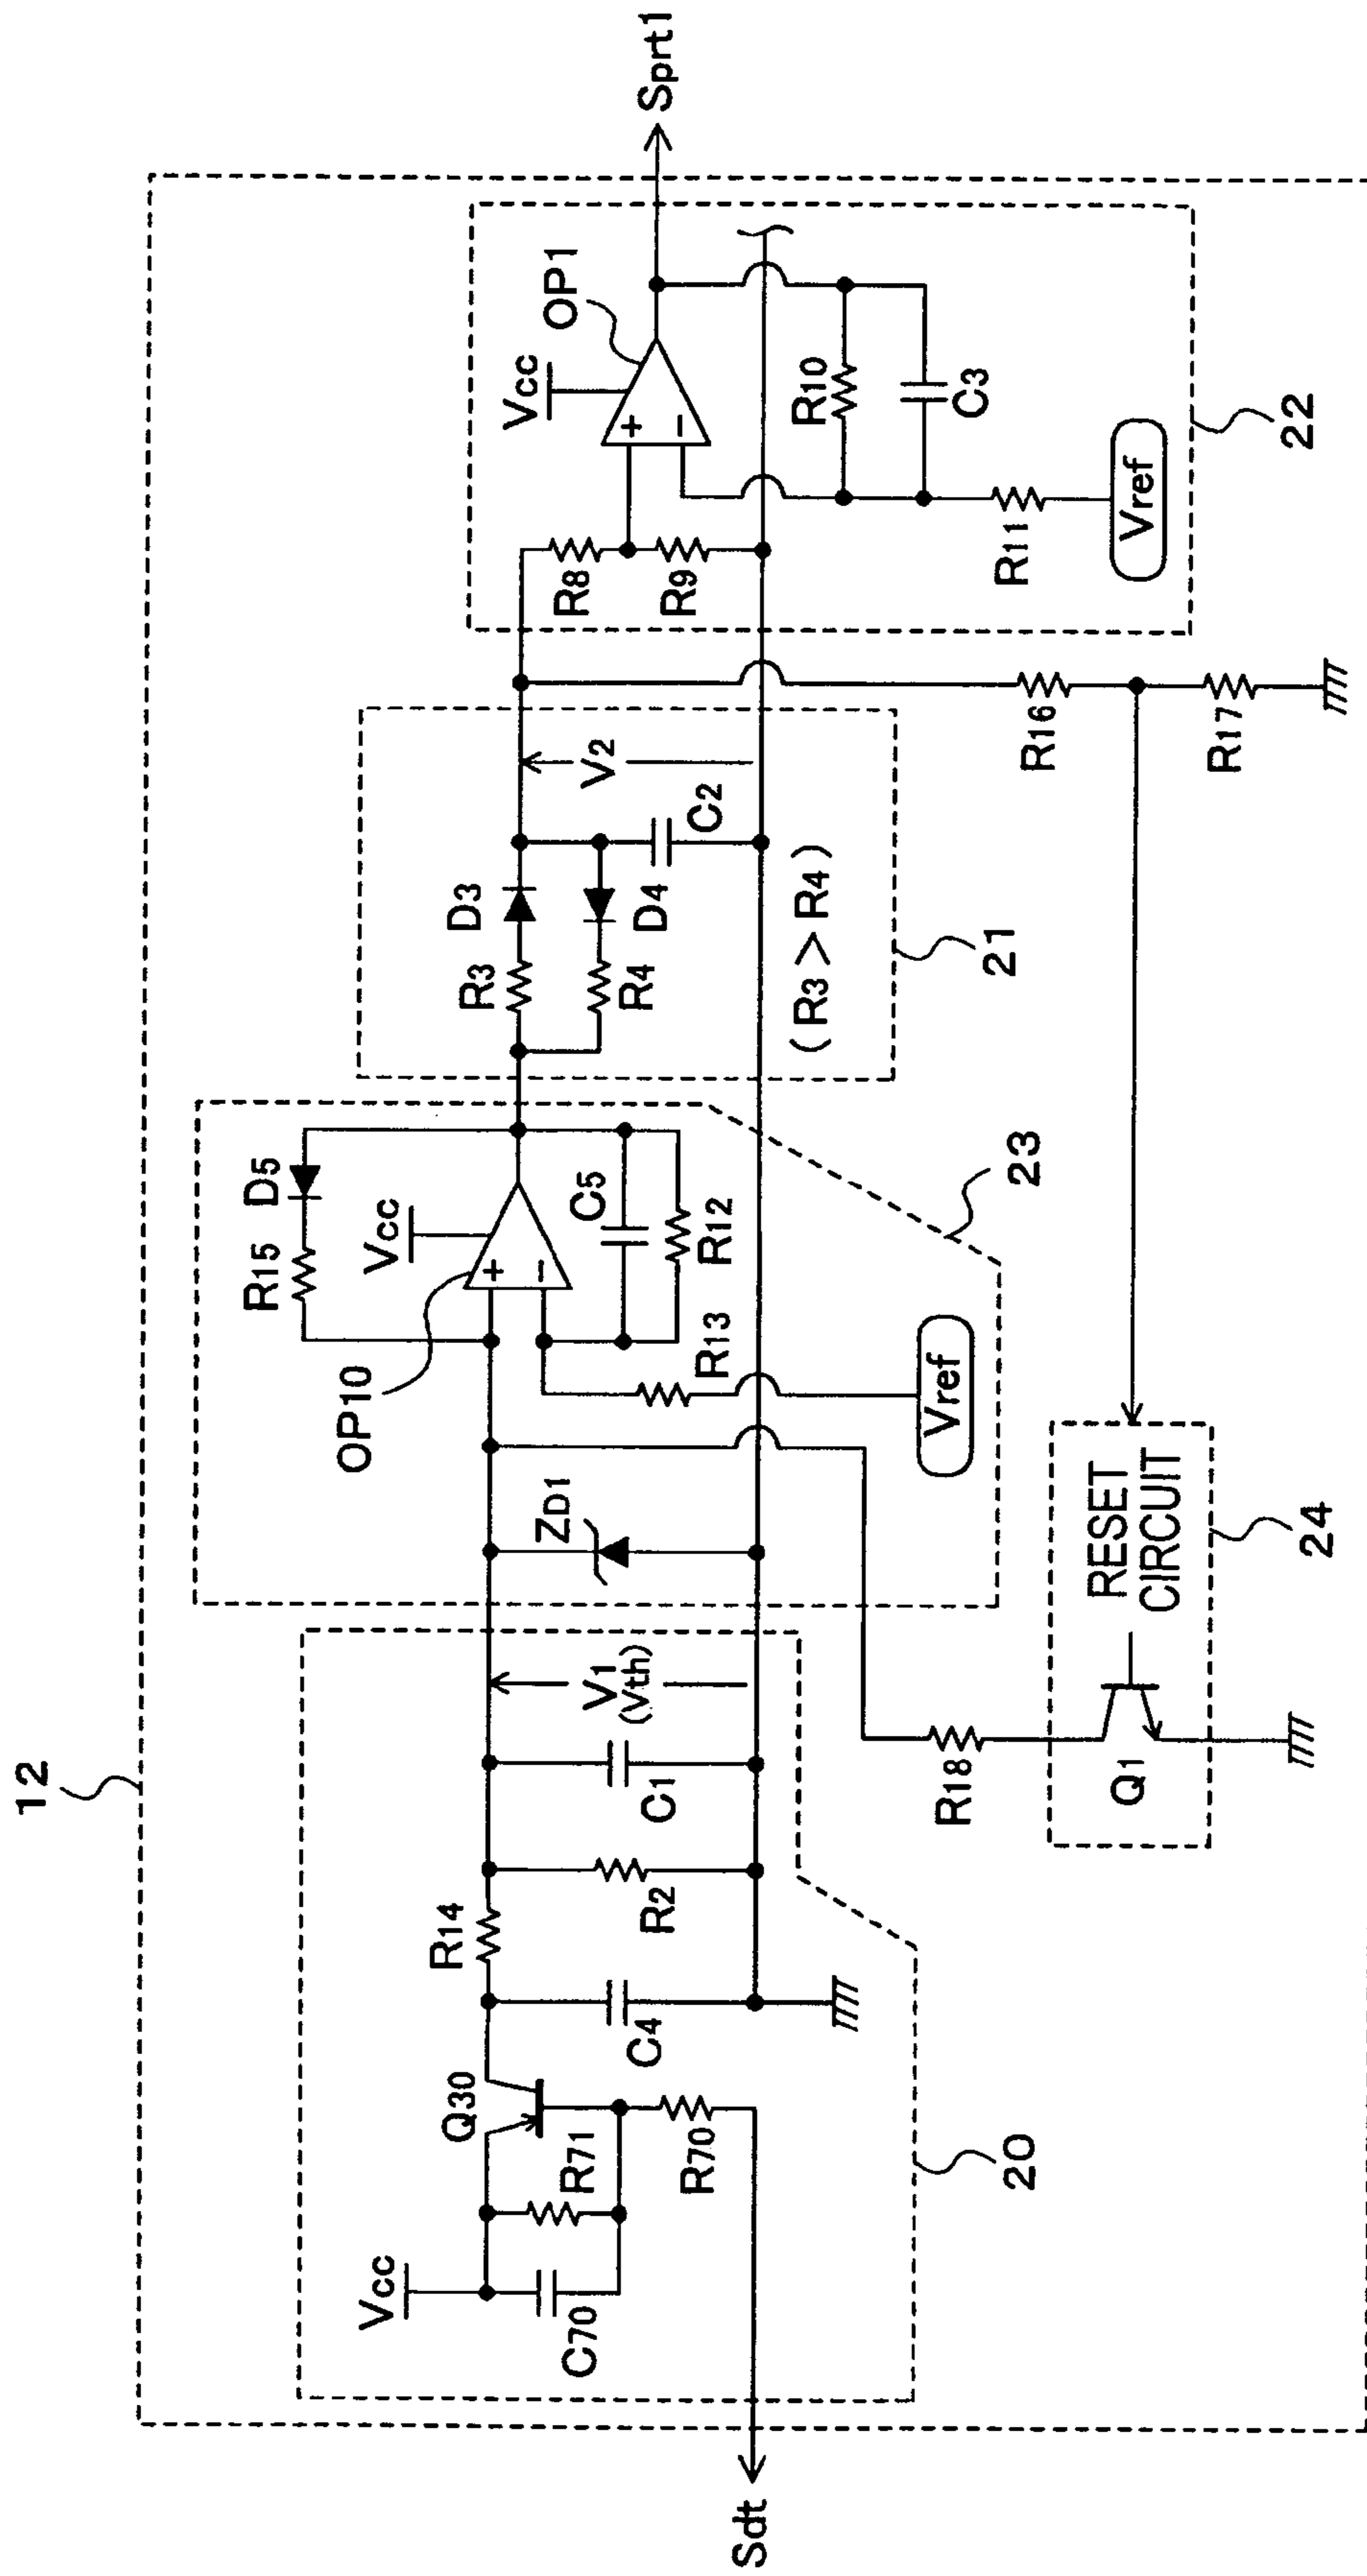 12
Sdt
Vcc
C70
R71
R70
Q30
C4
R14
R2
C1
V1
(Vth)
20
ZD1
OP10
R15
D5
Vcc
+
−
C5
R12
R13
Vref
23
R3
D3
R4
D4
C2
V2
(R3>R4)
21
R8
R9
Vcc
OP1
+
−
R10
C3
R11
Vref
22
Sprt1
R16
R17
R18
Q1
RESET
CIRCUIT
24